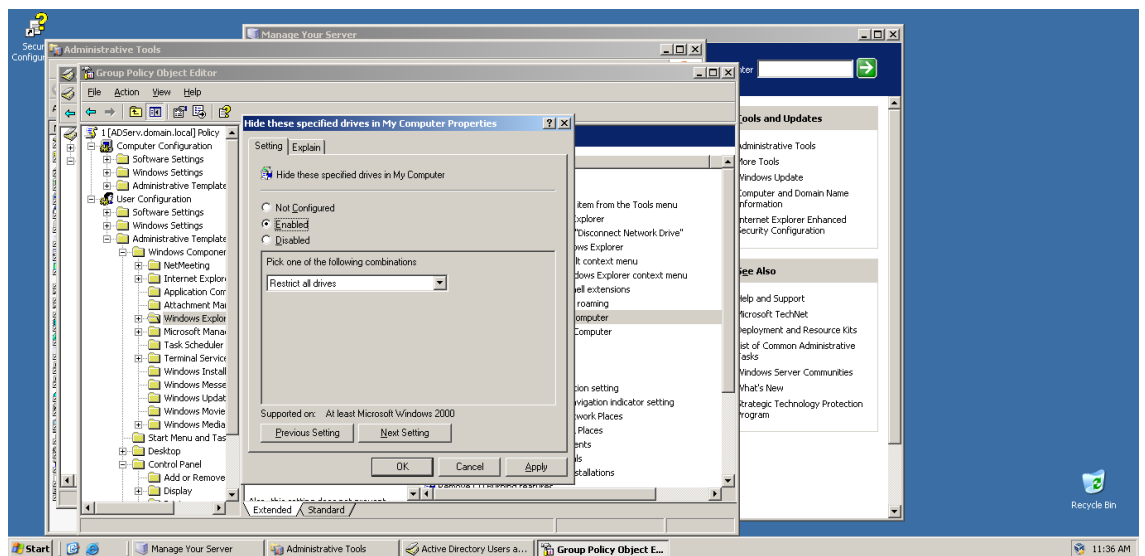 Manage Your Server
Administrative Tools
Group Policy Object Editor
File Action View Help
1 [ADServ.domain.local] Policy
Computer Configuration
Software Settings
Windows Settings
Administrative Template
User Configuration
Software Settings
Windows Settings
Administrative Template
Windows Componer
NetMeeting
Internet Explor
Application Com
Attachment Mar
Windows Explor
Microsoft Manag
Task Scheduler
Terminal Service
Windows Install
Windows Messe
Windows Updat
Windows Movie
Windows Media
Start Menu and Tas
Desktop
Control Panel
Add or Remove
Display
Hide these specified drives in My Computer Properties
Setting Explain
Hide these specified drives in My Computer
Not Configured
Enabled
Disabled
Pick one of the following combinations
Restrict all drives
Supported on: At least Microsoft Windows 2000
Previous Setting Next Setting
OK Cancel Apply
item from the Tools menu
"Disconnect Network Drive"
context menu
dows Explorer context menu
ell extensions
roaming
omputer
Computer
tion setting
vigation indicator setting
work Places
Places
ents
ls
stallations
Remove CD Burning features
Extended Standard
Tools and Updates
Administrative Tools
More Tools
Windows Update
Computer and Domain Name
nformation
Internet Explorer Enhanced
Security Configuration
See Also
Help and Support
Microsoft TechNet
Deployment and Resource Kits
List of Common Administrative
Tasks
Windows Server Communities
What's New
Strategic Technology Protection
Program
Recycle Bin
Start Manage Your Server Administrative Tools Active Directory Users a... Group Policy Object E... 11:36 AM